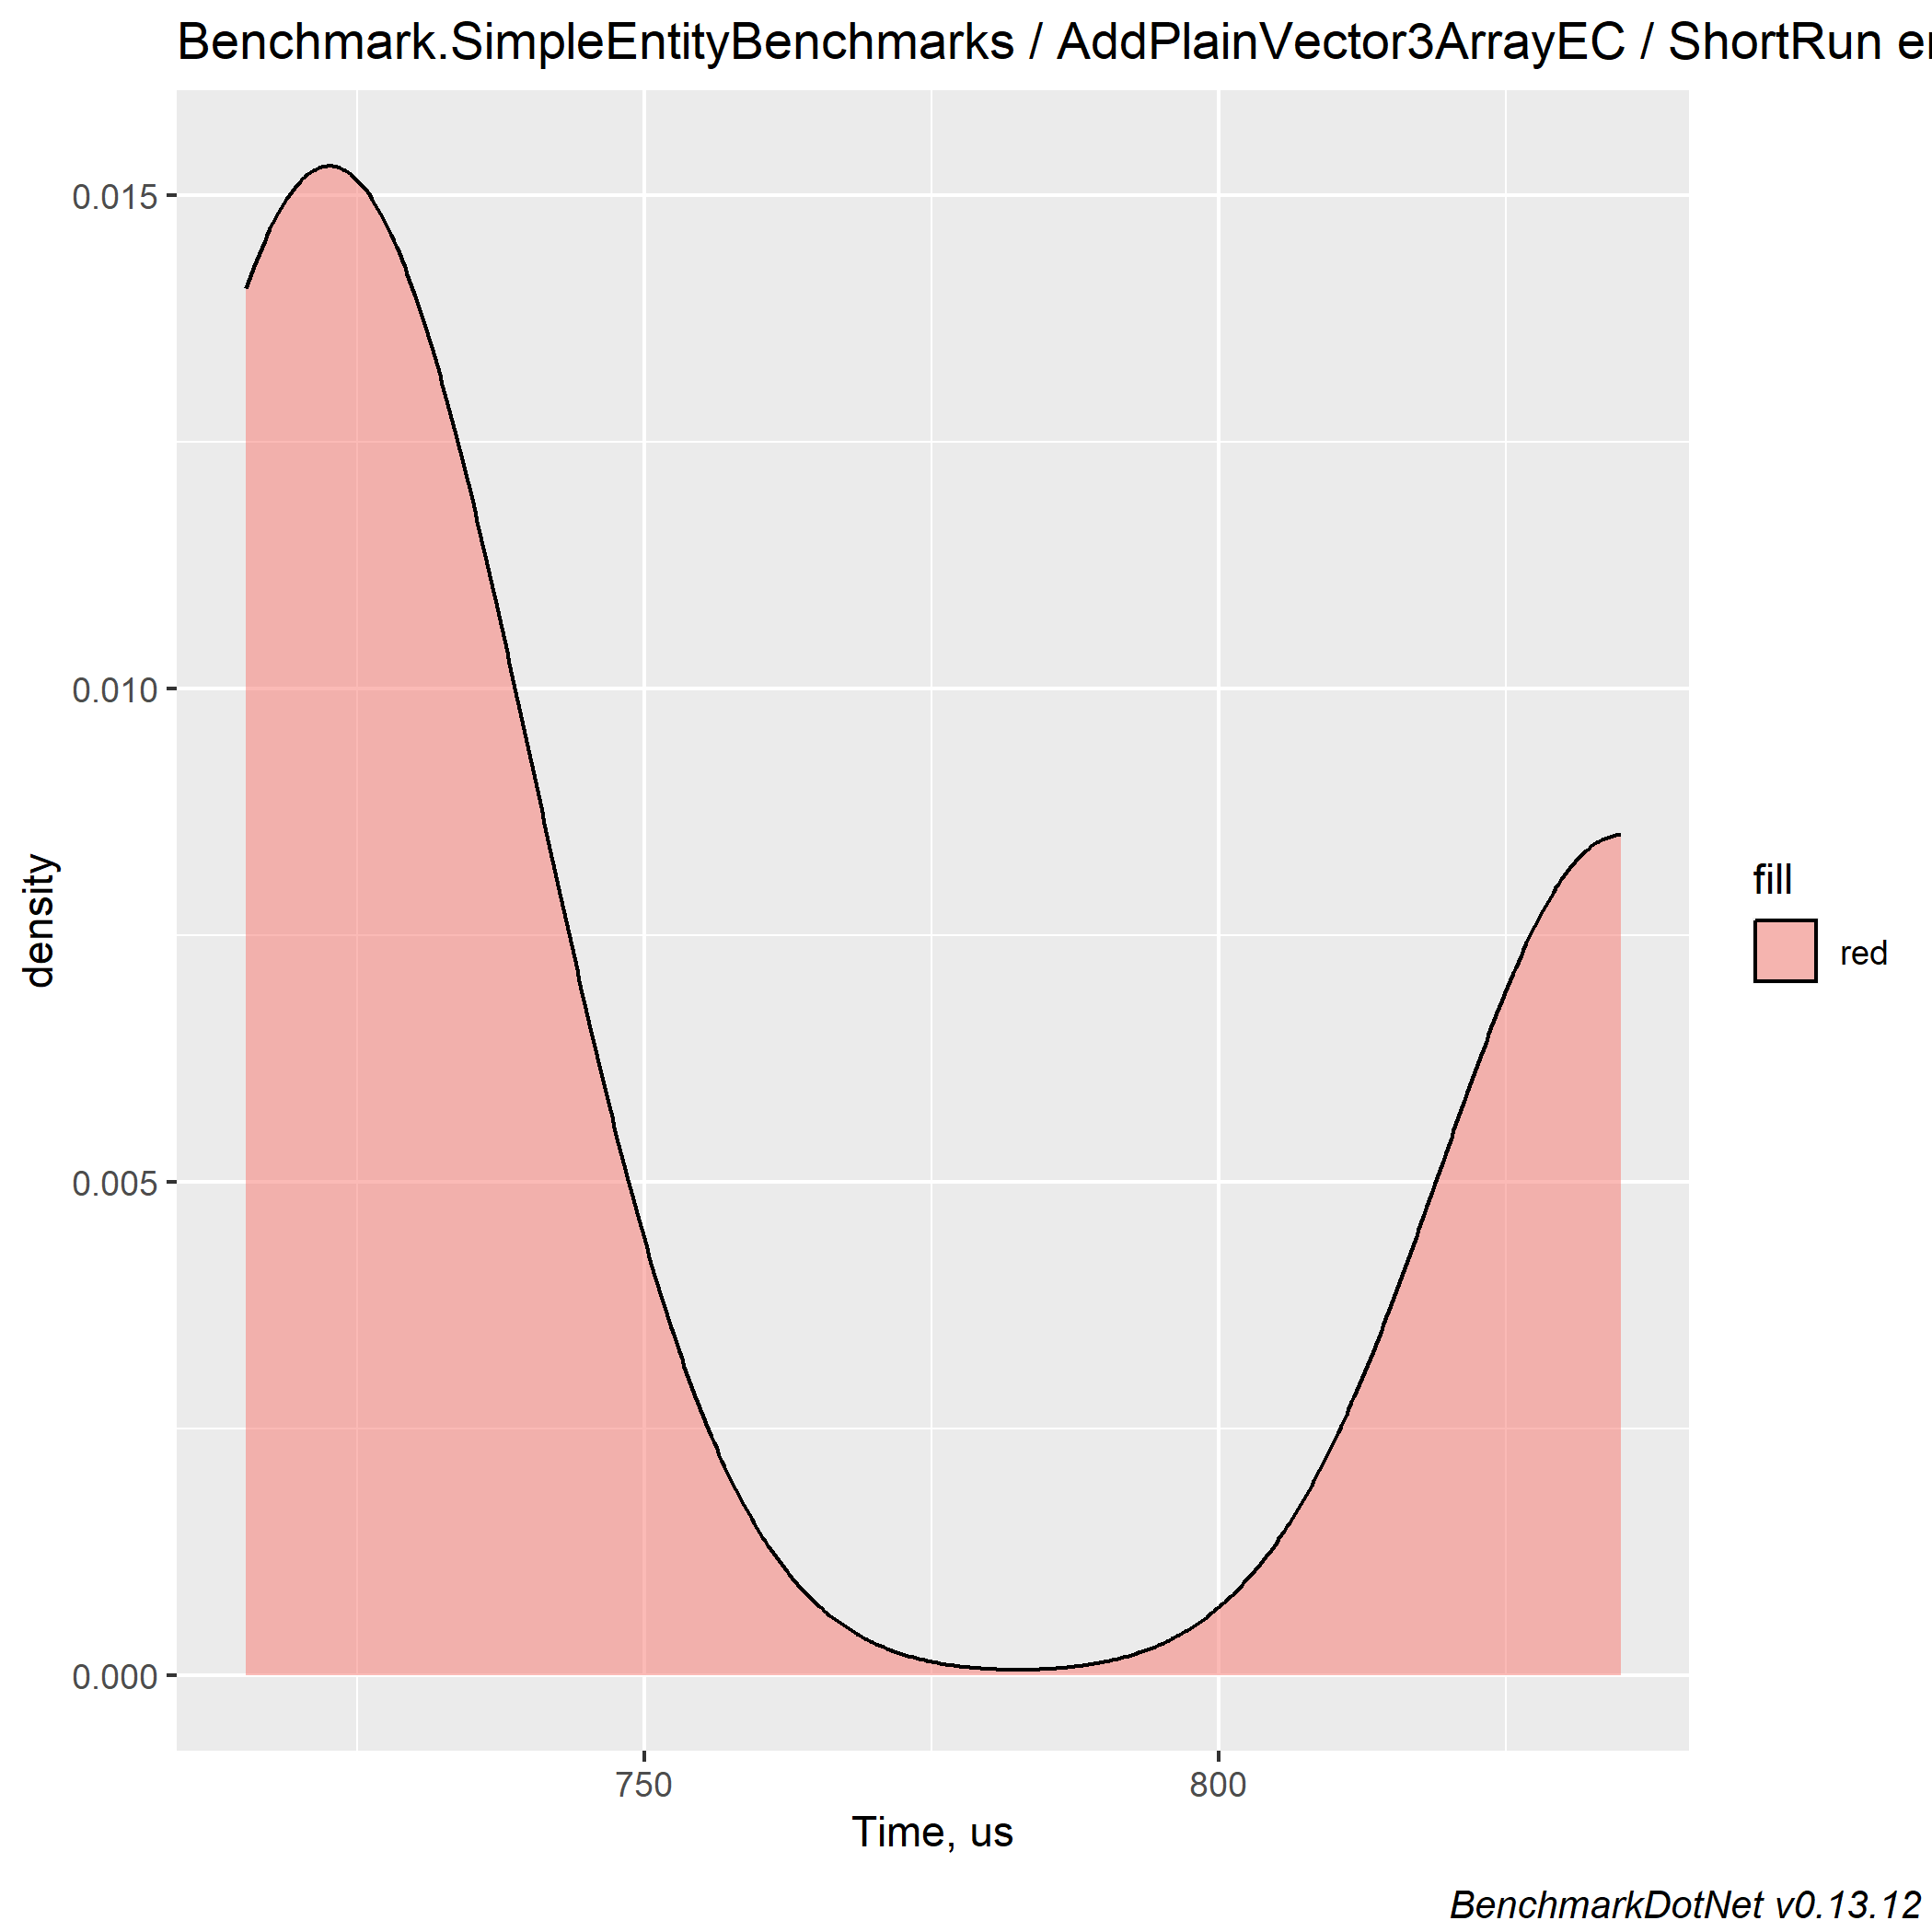 Benchmark.SimpleEntityBenchmarks / AddPlainVector3ArrayEC / ShortRun
0.015
0.010
0.005
0.000
density
750
800
Time, us
fill
red
BenchmarkDotNet v0.13.12